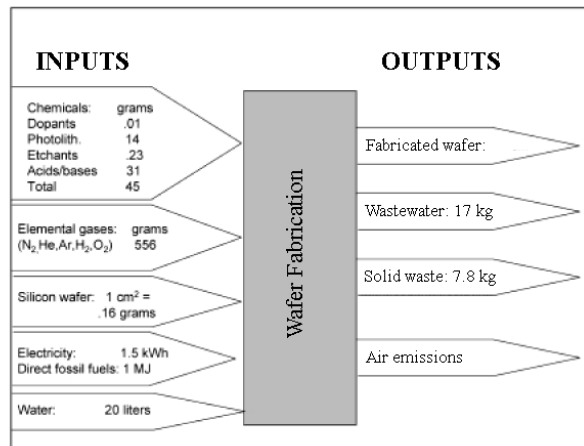 INPUTS
Chemicals: grams
Dopants .01
Photolith. 14
Etchants .23
Acids/bases 31
Total 45
Elemental gases: grams
(N2,He,Ar,H2,O2) 556
Silicon wafer: 1 cm² =
.16 grams
Electricity: 1.5 kWh
Direct fossil fuels: 1 MJ
Water: 20 liters
Wafer Fabrication
OUTPUTS
Fabricated wafer:
Wastewater: 17 kg
Solid waste: 7.8 kg
Air emissions